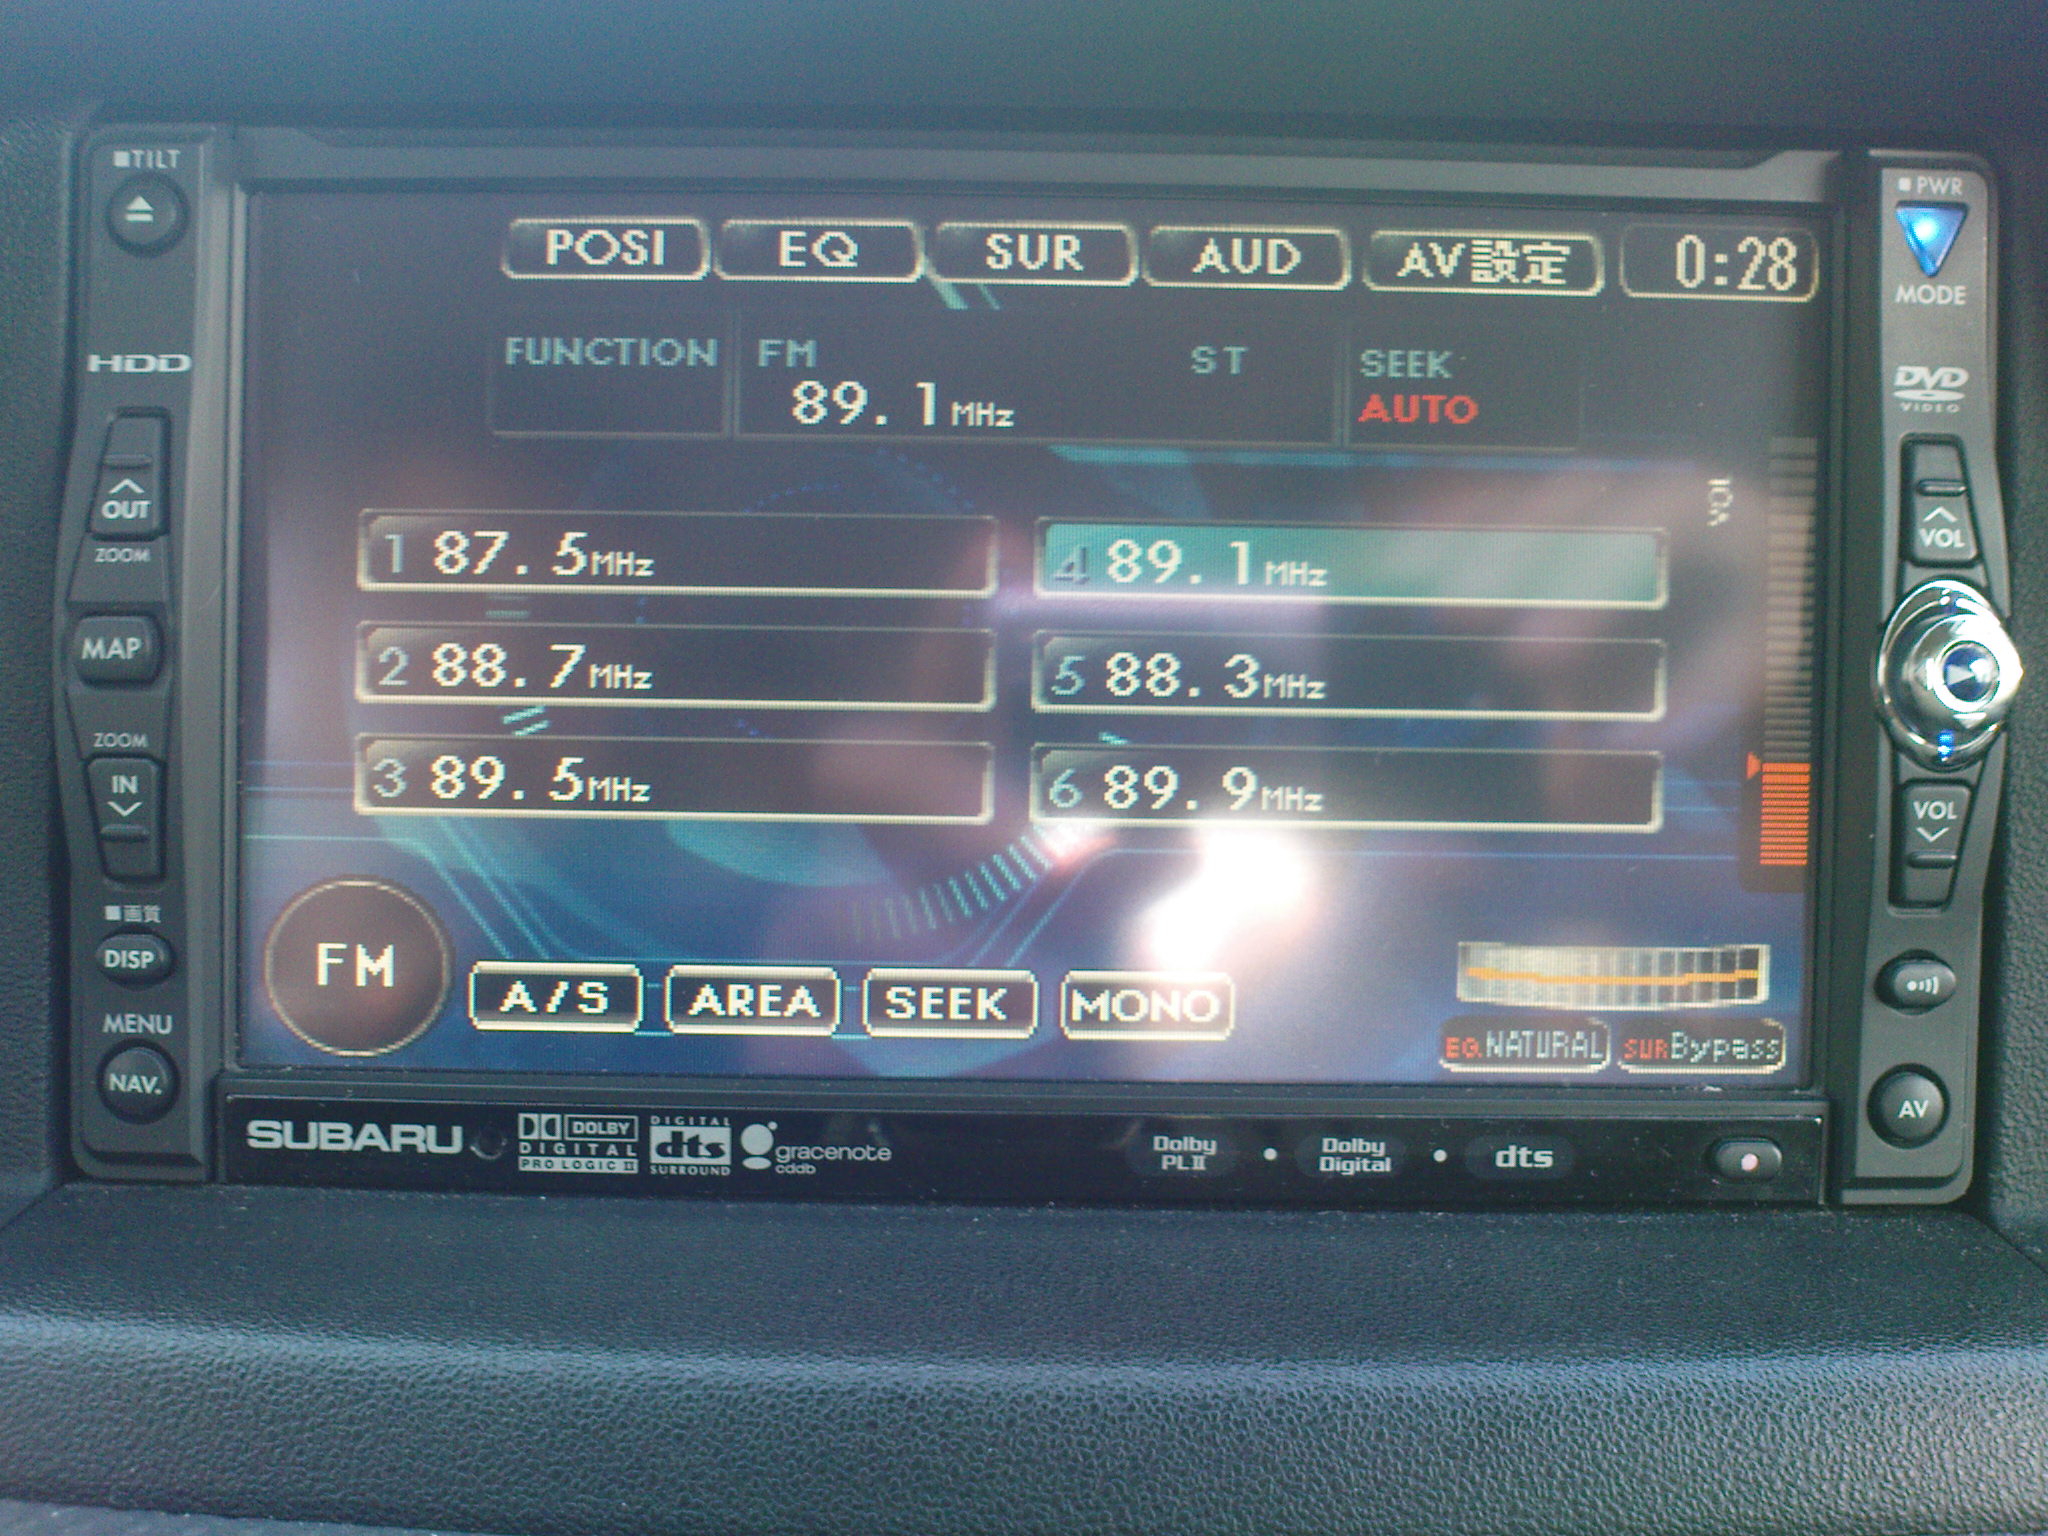 TILT
PWR
POSI EQ SUR AUD AV設定 0:28
MODE
HDD
FUNCTION FM ST SEEK
89.1MHz AUTO
DVD
VIDEO
OUT
ZOOM
VOL
VOL
1 87.5MHz 4 89.1MHz
MAP
2 88.7MHz 5 88.3MHz
ZOOM
IN
3 89.5MHz 6 89.9MHz
VOL
画質
DISP
FM
A/S AREA SEEK MONO
MENU
EQ.NATURAL SUR Bypass
NAV.
AV
SUBARU
DOLBY
DIGITAL
PRO LOGIC II
DIGITAL
dts
SURROUND
gracenote
cddb
Dolby
PLII
Dolby
Digital
dts